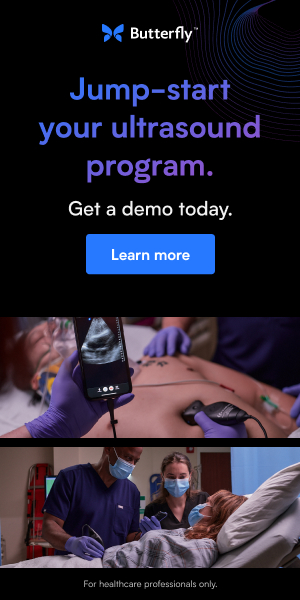 Butterfly™
Jump-start
your ultrasound
program.
Get a demo today.
Learn more
For healthcare professionals only.